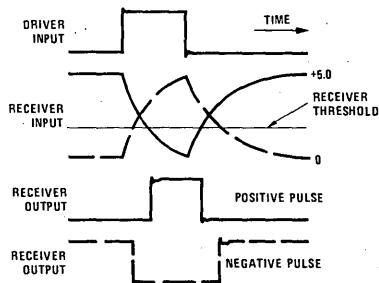 DRIVER
INPUT
TIME
RECEIVER
INPUT
+5.0
RECEIVER
THRESHOLD
0
RECEIVER
OUTPUT
POSITIVE PULSE
RECEIVER
OUTPUT
NEGATIVE PULSE